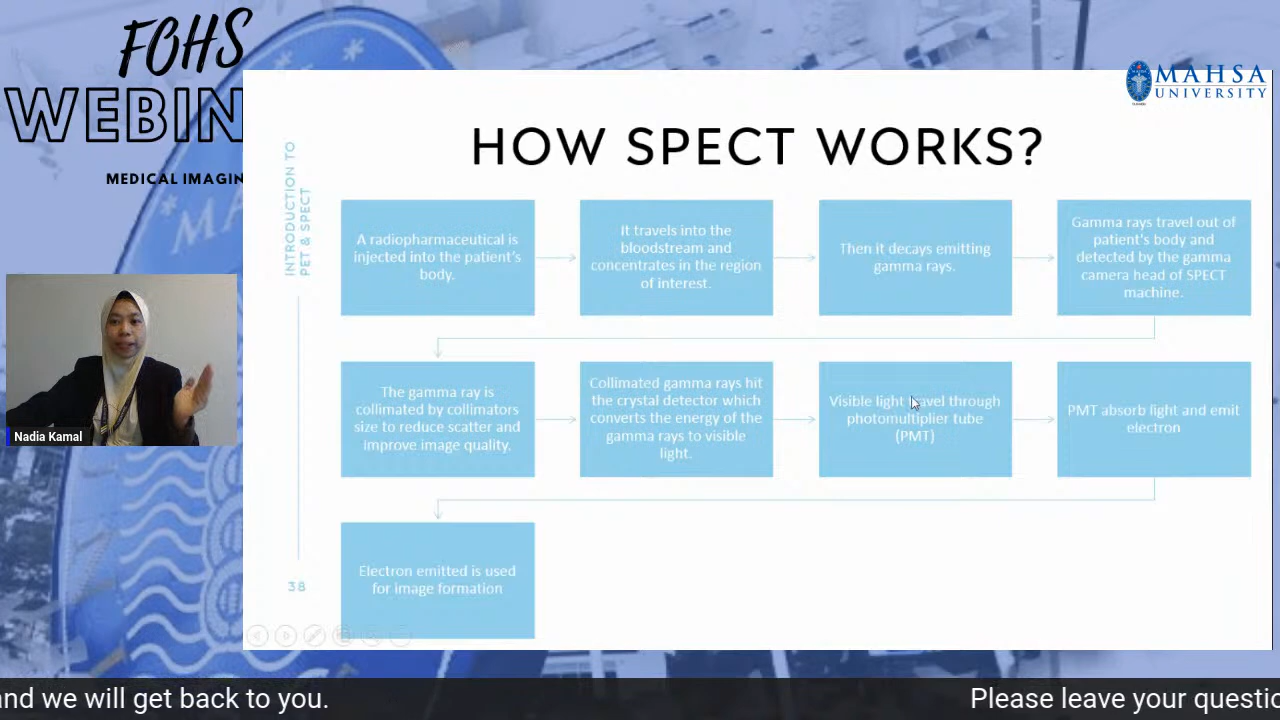 FOHS
WEBIN
MEDICAL IMAGIN
MAHSA
UNIVERSITY
INTRODUCTION TO
PET & SPECT
HOW SPECT WORKS?
A radiopharmaceutical is
injected into the patient's
body.
It travels into the
bloodstream and
concentrates in the region
of interest.
Then it decays emitting
gamma rays.
Gamma rays travel out of
patient's body and
detected by the gamma
camera head of SPECT
machine.
The gamma ray is
collimated by collimators
size to reduce scatter and
improve image quality.
Collimated gamma rays hit
the crystal detector which
converts the energy of the
gamma rays to visible
light.
Visible light travel through
photomultiplier tube
(PMT)
PMT absorb light and emit
electron
Electron emitted is used
for image formation
38
Nadia Kamal
and we will get back to you.
Please leave your questio